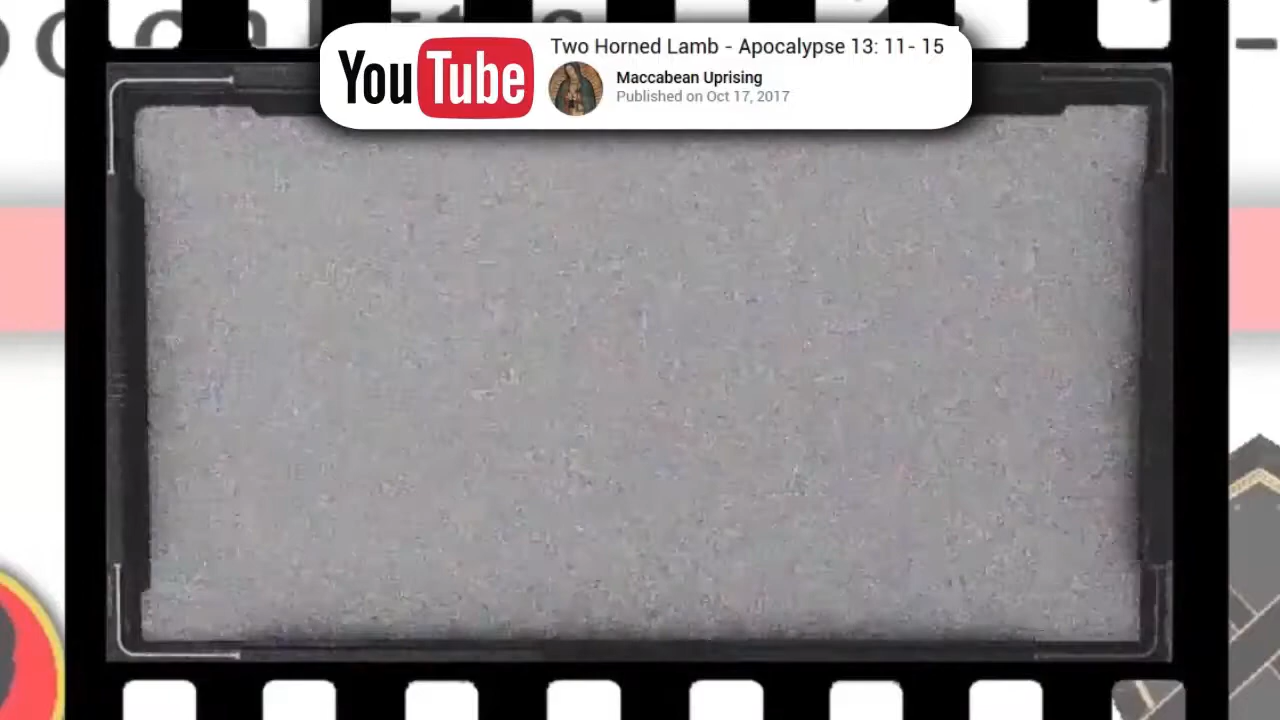 YouTube
Two Horned Lamb - Apocalypse 13: 11- 15
Maccabean Uprising
Published on Oct 17, 2017